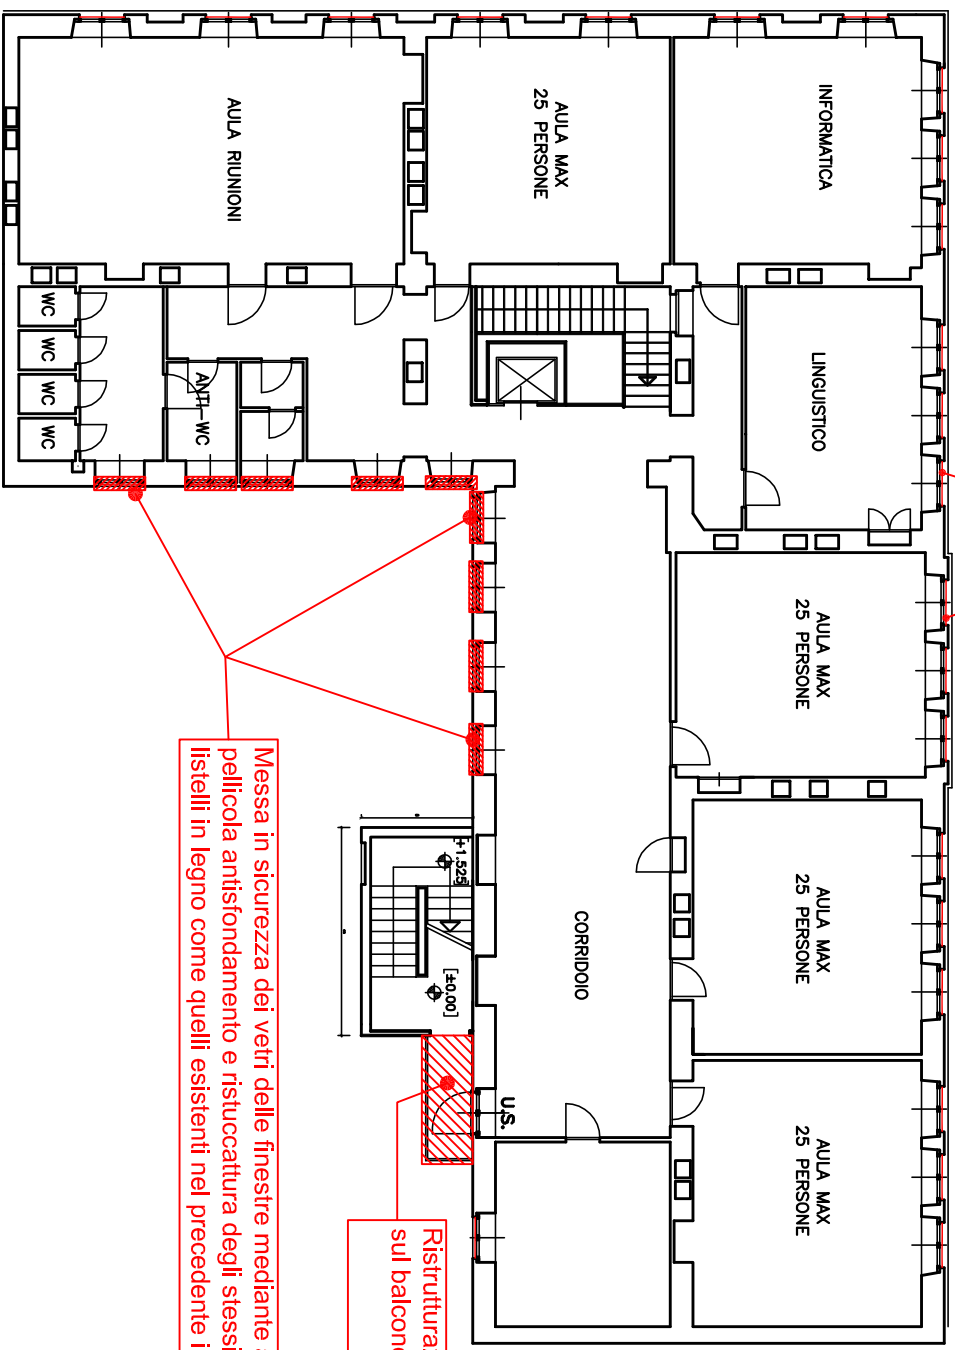 INFORMATICA
AULA MAX
25 PERSONE
AULA RIUNIONI
LINGUISTICO
WC
WC
WC
WC
ANTI-WC
AULA MAX
25 PERSONE
AULA MAX
25 PERSONE
AULA MAX
25 PERSONE
CORRIDOIO
[+1.525]
[±0.00]
U.S.
Messa in sicurezza dei vetri delle finestre mediante
pellicola antisfondamento e ristuccattura degli stessi
listelli in legno come quelli esistenti nel precedente
Ristruttura
sul balcone